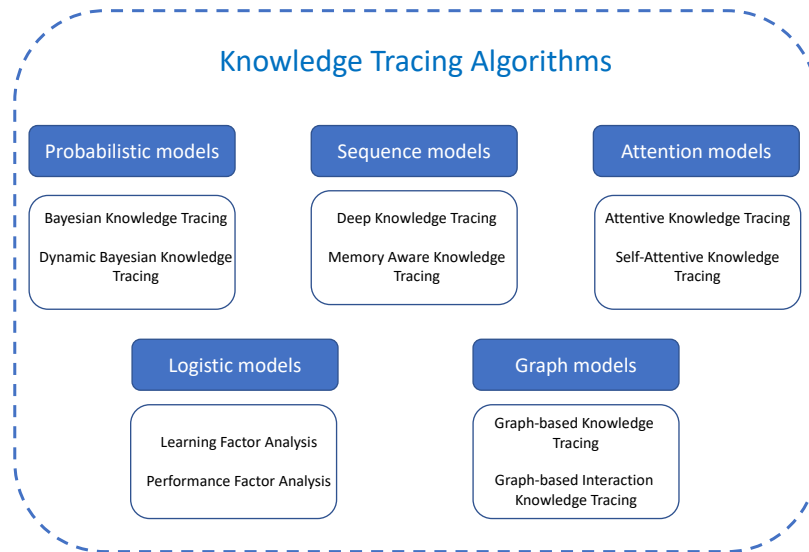 Knowledge Tracing Algorithms
Probabilistic models
Bayesian Knowledge Tracing
Dynamic Bayesian Knowledge
Tracing
Sequence models
Deep Knowledge Tracing
Memory Aware Knowledge
Tracing
Attention models
Attentive Knowledge Tracing
Self-Attentive Knowledge
Tracing
Logistic models
Learning Factor Analysis
Performance Factor Analysis
Graph models
Graph-based Knowledge
Tracing
Graph-based Interaction
Knowledge Tracing